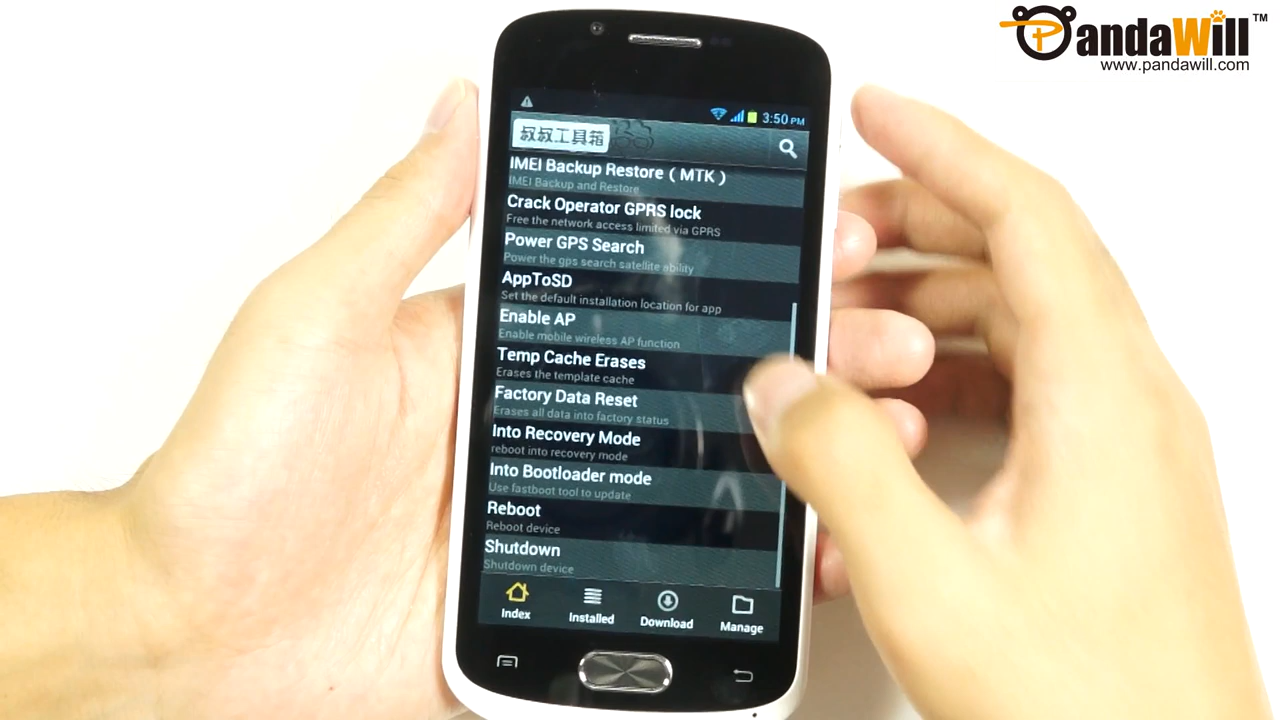 PandaWill™
www.pandawill.com
3:50 PM
叔叔工具箱
IMEI Backup Restore ( MTK )
IMEI Backup and Restore
Crack Operator GPRS lock
Free the network access limited via GPRS
Power GPS Search
Power the gps search satellite ability
AppToSD
Set the default installation location for app
Enable AP
Enable mobile wireless AP function
Temp Cache Erases
Erases the template cache
Factory Data Reset
Erases all data into factory status
Into Recovery Mode
reboot into recovery mode
Into Bootloader mode
Use fastboot tool to update
Reboot
Reboot device
Shutdown
Shutdown device
Index
Installed
Download
Manage